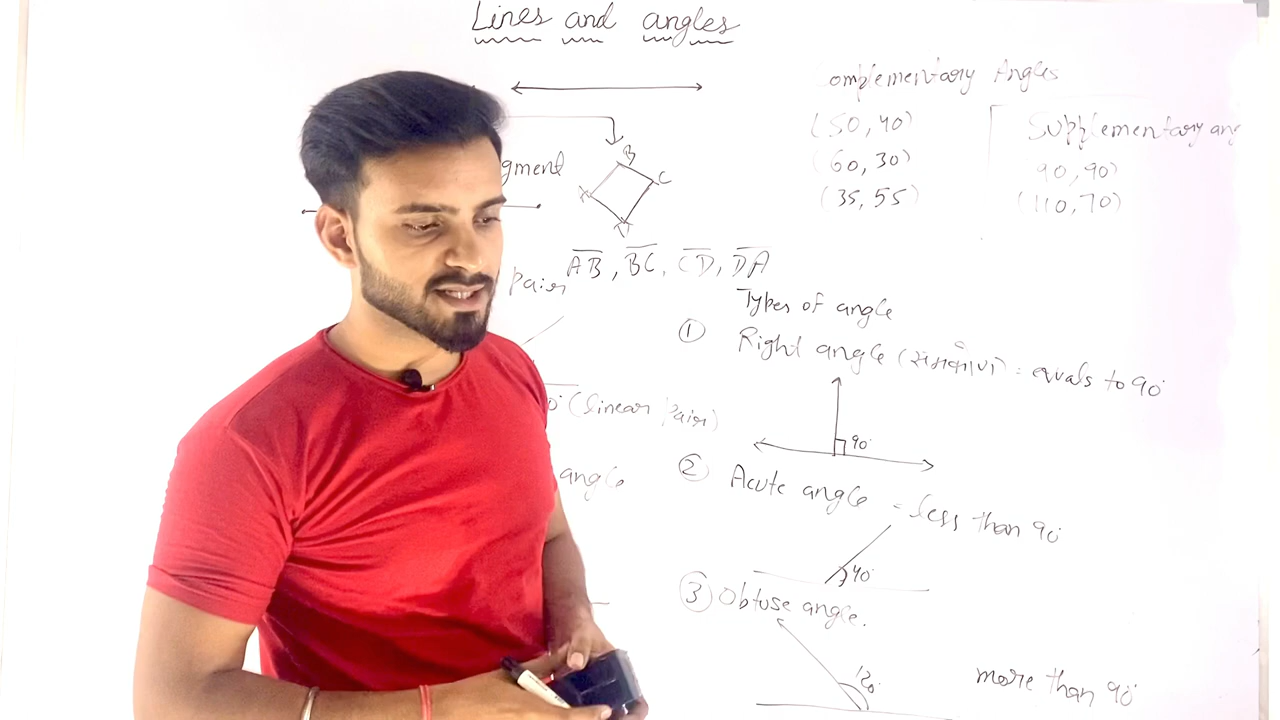 Lines and angles
gment
B
A C
D
pair AB, BC, CD, DA
(linear pair)
angle
Complementary Angles
(50, 40)
(60, 30)
(35, 55)
Supplementary ang
90, 90)
(110, 70)
Types of angle
① Right angle (समकोण) = equals to 90°
90°
② Acute angle = less than 90°
40°
③ Obtuse angle.
120°
more than 90°